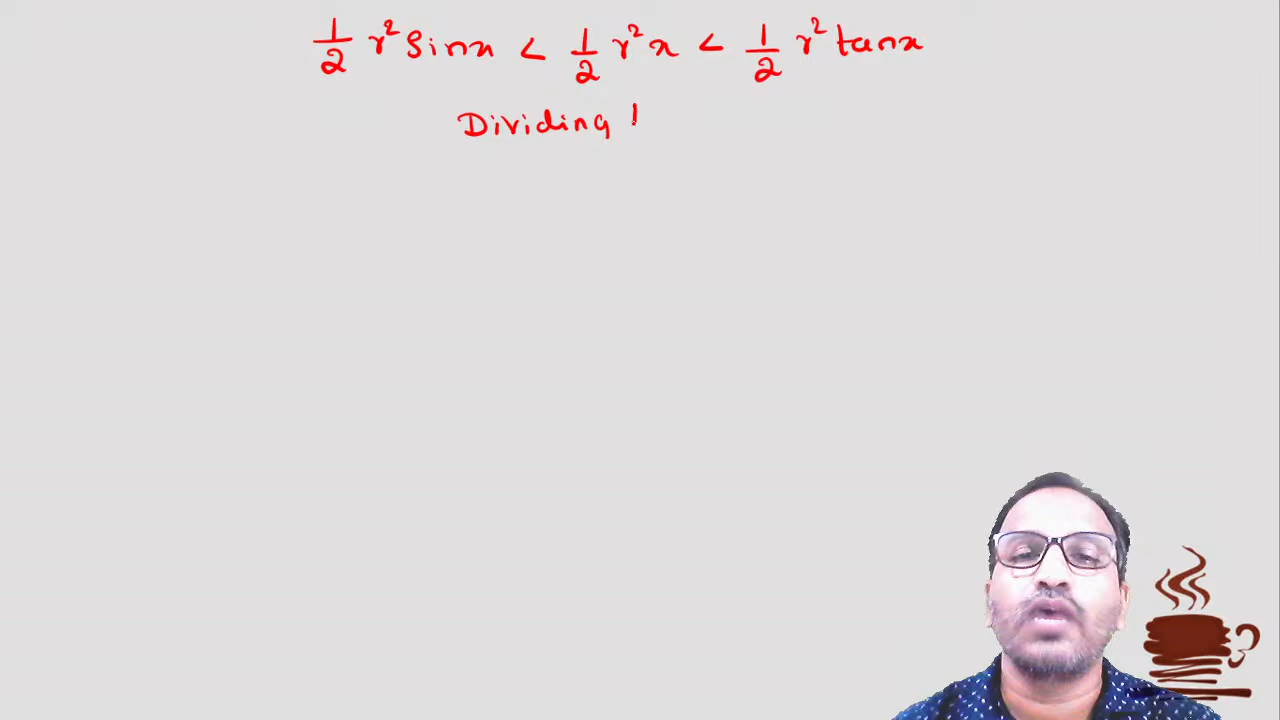 1/2 r² sinx < 1/2 r² x < 1/2 r² tanx
Dividing